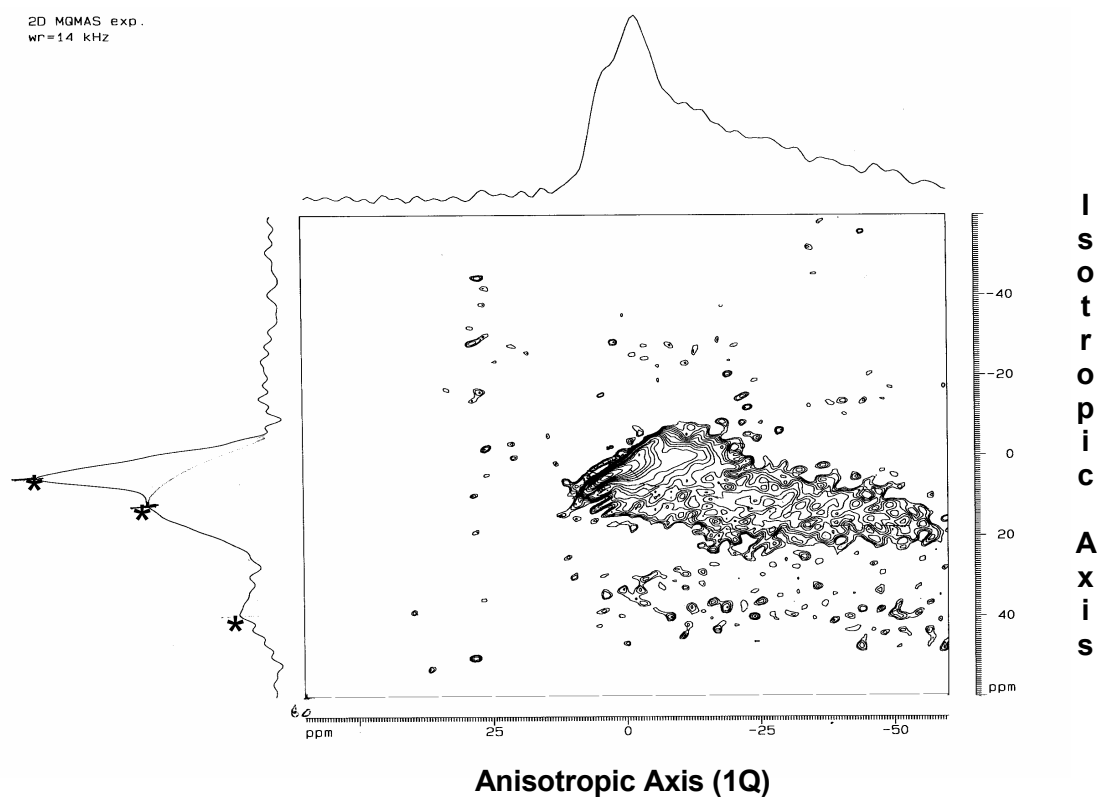 2D MQMAS exp.
wr=14 kHz
Isotropic Axis
-40
-20
0
20
40
ppm
*
*
*
60
ppm
25
0
-25
-50
Anisotropic Axis (1Q)